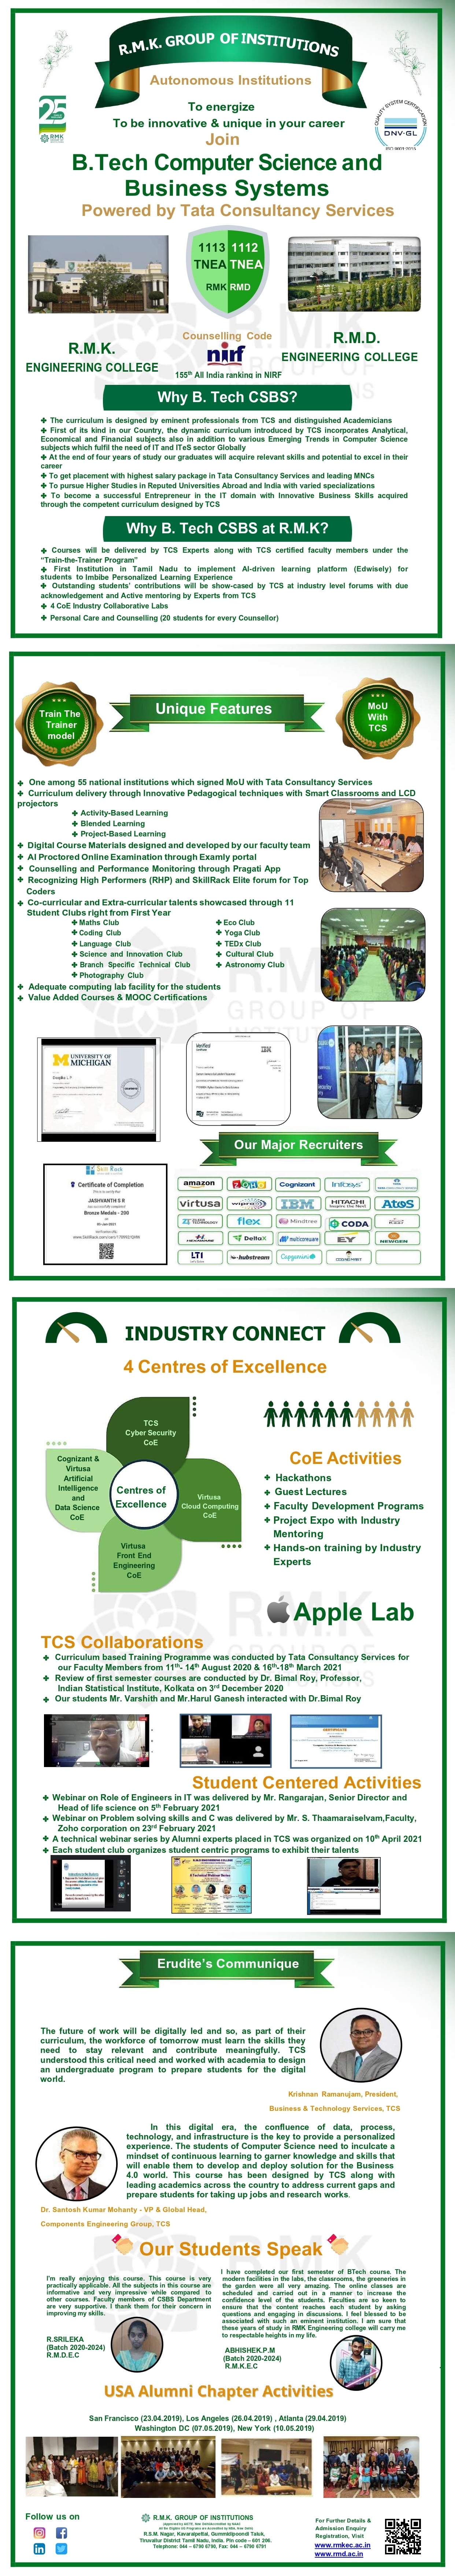 R.M.K. GROUP OF INSTITUTIONS
Autonomous Institutions
To energize
To be innovative & unique in your career
Join
25
RMK
QUALITY SYSTEM CERTIFICATION
DNV·GL
B.Tech Computer Science and
Business Systems
Powered by Tata Consultancy Services
1113 1112
TNEA TNEA
RMK RMD
Counselling Code
nirf
155th All India ranking in NIRF
R.M.K.
ENGINEERING COLLEGE
R.M.D.
ENGINEERING COLLEGE
Why B. Tech CSBS?
✚ The curriculum is designed by eminent professionals from TCS and distinguished Academicians
✚ First of its kind in our Country, the dynamic curriculum introduced by TCS incorporates Analytical,
Economical and Financial subjects also in addition to various Emerging Trends in Computer Science
subjects which fulfil the need of IT and ITeS sector Globally
✚ At the end of four years of study our graduates will acquire relevant skills and potential to excel in their
career
✚ To get placement with highest salary package in Tata Consultancy Services and leading MNCs
✚ To pursue Higher Studies in Reputed Universities Abroad and India with varied specializations
✚ To become a successful Entrepreneur in the IT domain with Innovative Business Skills acquired
through the competent curriculum designed by TCS
Why B. Tech CSBS at R.M.K?
✚ Courses will be delivered by TCS Experts along with TCS certified faculty members under the
"Train-the-Trainer Program"
✚ First Institution in Tamil Nadu to implement AI-driven learning platform (Edwisely) for
students to Imbibe Personalized Learning Experience
✚ Outstanding students' contributions will be show-cased by TCS at industry level forums with due
acknowledgement and Active mentoring by Experts from TCS
✚ 4 CoE Industry Collaborative Labs
✚ Personal Care and Counselling (20 students for every Counsellor)
Train The
Trainer
model
Unique Features
MoU
With
TCS
✚ One among 55 national institutions which signed MoU with Tata Consultancy Services
✚ Curriculum delivery through Innovative Pedagogical techniques with Smart Classrooms and LCD
projectors
✚ Activity-Based Learning
✚ Blended Learning
✚ Project-Based Learning
✚ Digital Course Materials designed and developed by our faculty team
✚ AI Proctored Online Examination through Examly portal
✚ Counselling and Performance Monitoring through Pragati App
✚ Recognizing High Performers (RHP) and SkillRack Elite forum for Top
Coders
✚ Co-curricular and Extra-curricular talents showcased through 11
Student Clubs right from First Year
✚ Maths Club ✚ Eco Club
✚ Coding Club ✚ Yoga Club
✚ Language Club ✚ TEDx Club
✚ Science and Innovation Club ✚ Cultural Club
✚ Branch Specific Technical Club ✚ Astronomy Club
✚ Photography Club
✚ Adequate computing lab facility for the students
✚ Value Added Courses & MOOC Certifications
UNIVERSITY OF
MICHIGAN
Verified
IBM
Our Major Recruiters
Skill Rack
Certificate of Completion
JASHVANTH S R
Bronze Medals - 200
amazon ZOHO Cognizant Infosys
virtusa wipro IBM HITACHI Atos
flex Mindtree CODA
HEXAWARE DeltaX multicoreware EY NEWGEN
LTI hubstream Capgemini
INDUSTRY CONNECT
4 Centres of Excellence
TCS
Cyber Security
CoE
Cognizant &
Virtusa
Artificial
Intelligence
and
Data Science
CoE
Centres of
Excellence
Virtusa
Cloud Computing
CoE
Virtusa
Front End
Engineering
CoE
CoE Activities
✚ Hackathons
✚ Guest Lectures
✚ Faculty Development Programs
✚ Project Expo with Industry
Mentoring
✚ Hands-on training by Industry
Experts
Apple Lab
TCS Collaborations
✚ Curriculum based Training Programme was conducted by Tata Consultancy Services for
our Faculty Members from 11th- 14th August 2020 & 16th-18th March 2021
✚ Review of first semester courses are conducted by Dr. Bimal Roy, Professor,
Indian Statistical Institute, Kolkata on 3rd December 2020
✚ Our students Mr. Varshith and Mr.Harul Ganesh interacted with Dr.Bimal Roy
Student Centered Activities
✚ Webinar on Role of Engineers in IT was delivered by Mr. Rangarajan, Senior Director and
Head of life science on 5th February 2021
✚ Webinar on Problem solving skills and C was delivered by Mr. S. Thaamaraiselvam,Faculty,
Zoho corporation on 23rd February 2021
✚ A technical webinar series by Alumni experts placed in TCS was organized on 10th April 2021
✚ Each student club organizes student centric programs to exhibit their talents
Erudite's Communique
The future of work will be digitally led and so, as part of their
curriculum, the workforce of tomorrow must learn the skills they
need to stay relevant and contribute meaningfully. TCS
understood this critical need and worked with academia to design
an undergraduate program to prepare students for the digital
world.
Krishnan Ramanujam, President,
Business & Technology Services, TCS
In this digital era, the confluence of data, process,
technology, and infrastructure is the key to provide a personalized
experience. The students of Computer Science need to inculcate a
mindset of continuous learning to garner knowledge and skills that
will enable them to develop and deploy solution for the Business
4.0 world. This course has been designed by TCS along with
leading academics across the country to address current gaps and
prepare students for taking up jobs and research works.
Dr. Santosh Kumar Mohanty - VP & Global Head,
Components Engineering Group, TCS
Our Students Speak
I'm really enjoying this course. This course is very
practically applicable. All the subjects in this course are
informative and very impressive while compared to
other courses. Faculty members of CSBS Department
are very supportive. I thank them for their concern in
improving my skills.
R.SRILEKA
(Batch 2020-2024)
R.M.D.E.C
I have completed our first semester of BTech course. The
modern facilities in the labs, the classrooms, the greeneries in
the garden were all very amazing. The online classes are
scheduled and carried out in a manner to increase the
confidence level of the students. Faculties are so keen to
ensure that the content reaches each student by asking
questions and engaging in discussions. I feel blessed to be
associated with such an eminent institution. I am sure that
these years of study in RMK Engineering college will carry me
to respectable heights in my life.
ABHISHEK.P.M
(Batch 2020-2024)
R.M.K.E.C
USA Alumni Chapter Activities
San Francisco (23.04.2019), Los Angeles (26.04.2019) , Atlanta (29.04.2019)
Washington DC (07.05.2019), New York (10.05.2019)
Follow us on
R.M.K. GROUP OF INSTITUTIONS
R.S.M. Nagar, Kavaraipettai, Gummidipoondi Taluk,
Tiruvallur District Tamil Nadu, India. Pin code – 601 206.
Telephone: 044 – 6790 6790, Fax: 044 – 6790 6791
For Further Details &
Admission Enquiry
Registration, Visit
www.rmkec.ac.in
www.rmd.ac.in